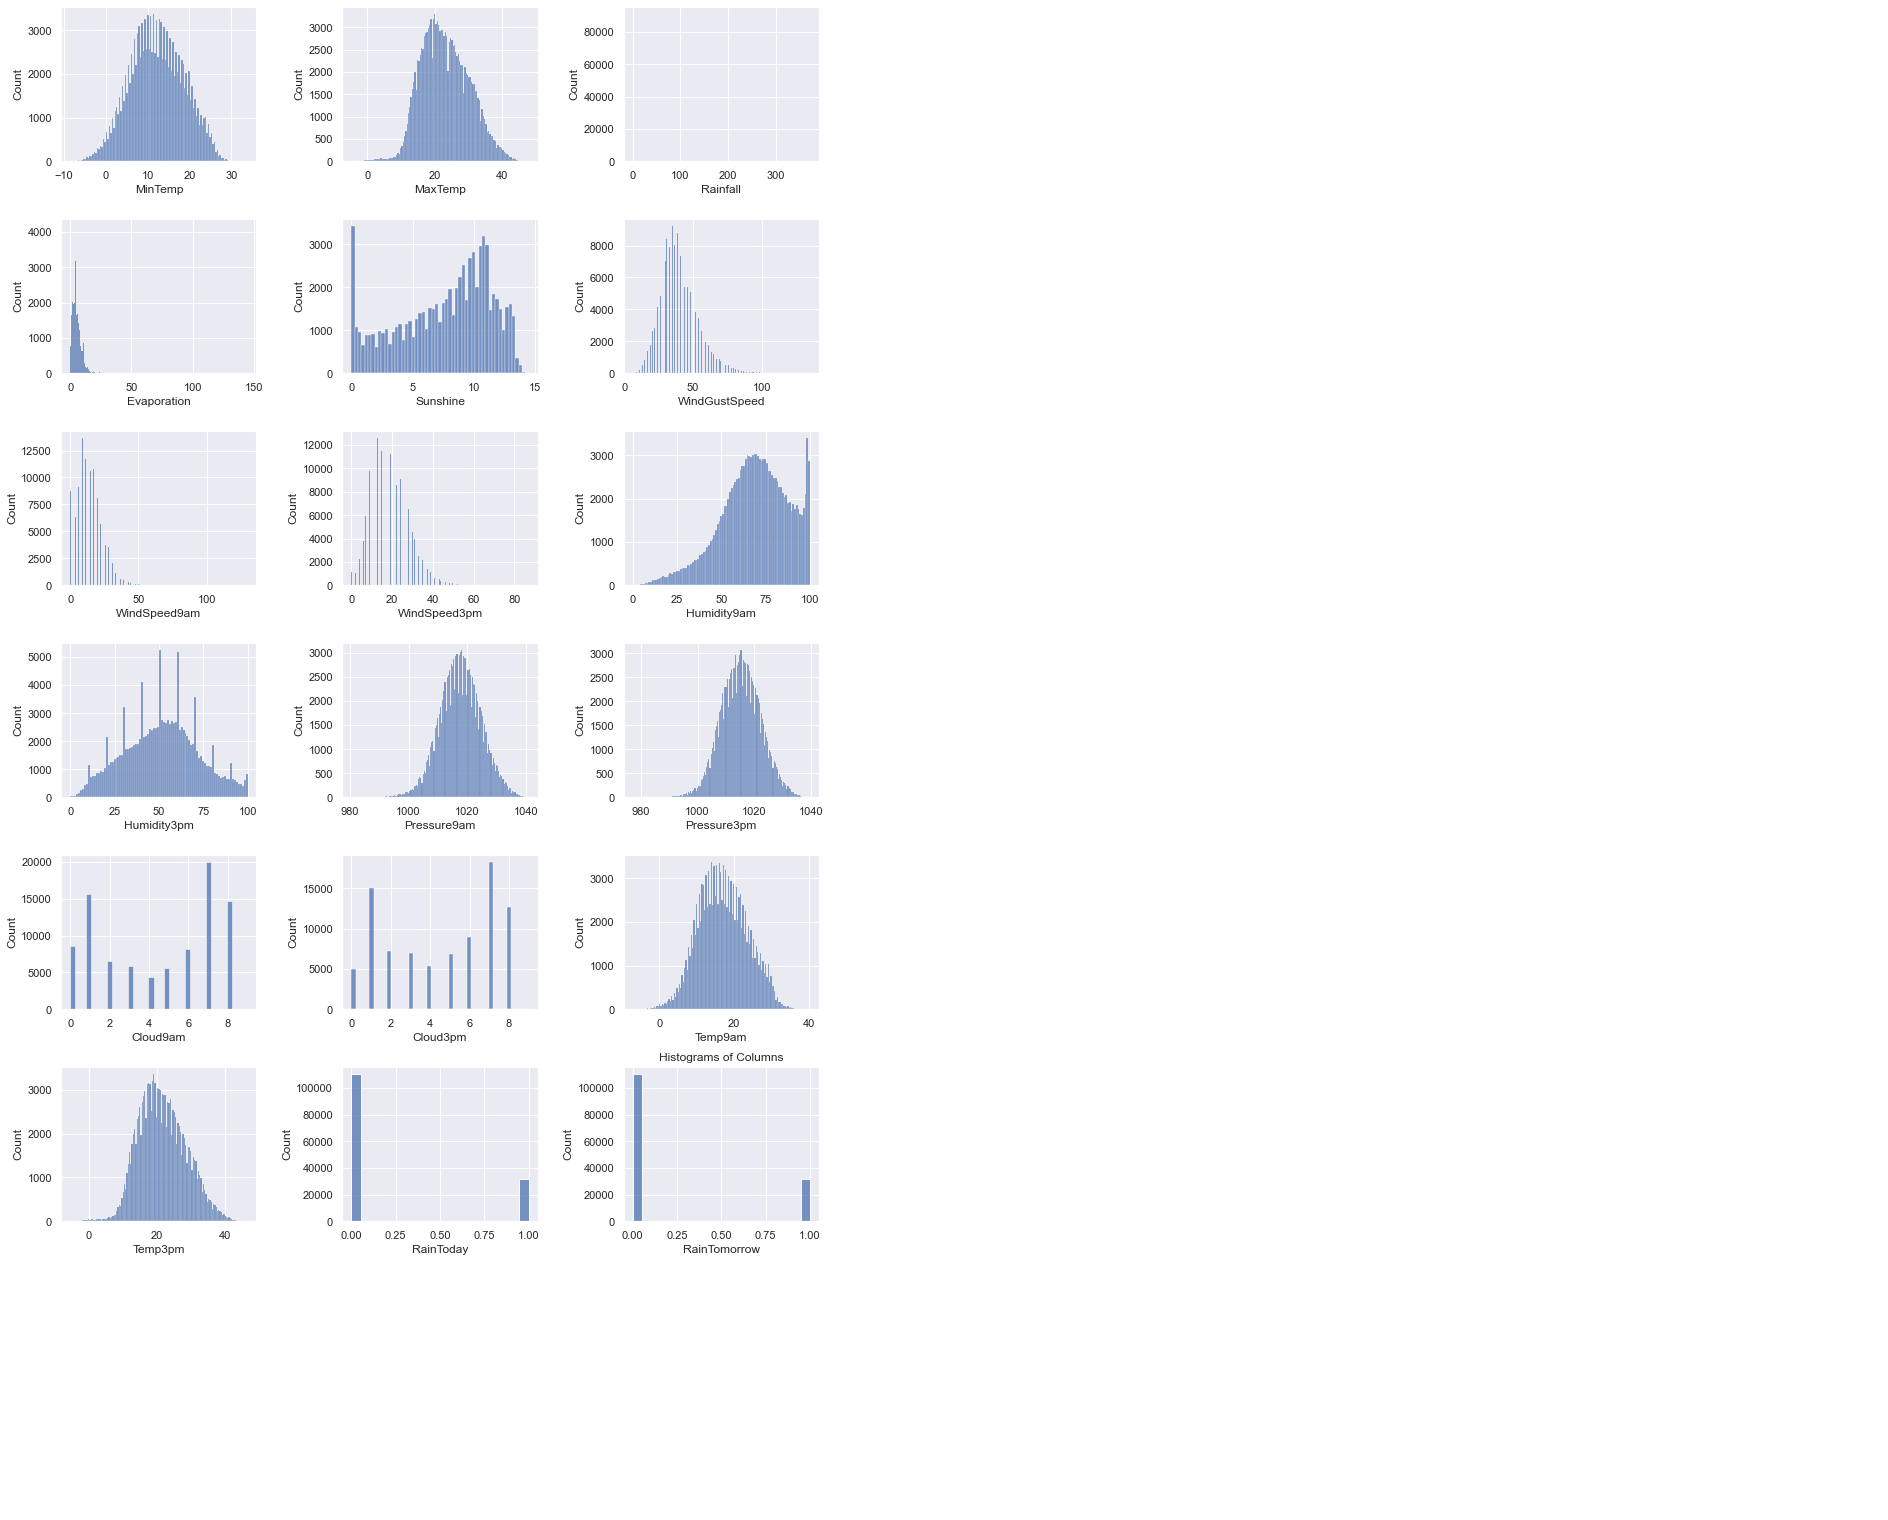 3000
2000
1000
0
Count
−10 0 10 20 30
MinTemp
3000
2500
2000
1500
1000
500
0
Count
0 20 40
MaxTemp
80000
60000
40000
20000
0
Count
0 100 200 300
Rainfall
4000
3000
2000
1000
0
Count
0 50 100 150
Evaporation
3000
2000
1000
0
Count
0 5 10 15
Sunshine
8000
6000
4000
2000
0
Count
0 50 100
WindGustSpeed
12500
10000
7500
5000
2500
0
Count
0 50 100
WindSpeed9am
12000
10000
8000
6000
4000
2000
0
Count
0 20 40 60 80
WindSpeed3pm
3000
2000
1000
0
Count
0 25 50 75 100
Humidity9am
5000
4000
3000
2000
1000
0
Count
0 25 50 75 100
Humidity3pm
3000
2500
2000
1500
1000
500
0
Count
980 1000 1020 1040
Pressure9am
3000
2500
2000
1500
1000
500
0
Count
980 1000 1020 1040
Pressure3pm
20000
15000
10000
5000
0
Count
0 2 4 6 8
Cloud9am
15000
10000
5000
0
Count
0 2 4 6 8
Cloud3pm
3000
2000
1000
0
Count
0 20 40
Temp9am
3000
2000
1000
0
Count
0 20 40
Temp3pm
100000
80000
60000
40000
20000
0
Count
0.00 0.25 0.50 0.75 1.00
RainToday
Histograms of Columns
100000
80000
60000
40000
20000
0
Count
0.00 0.25 0.50 0.75 1.00
RainTomorrow